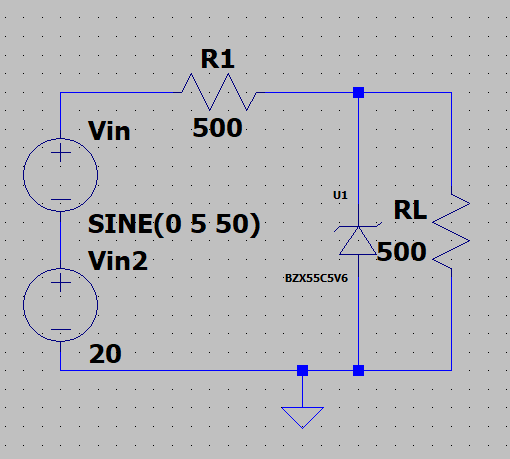 R1
500
Vin
+
−
SINE(0 5 50)
Vin2
+
−
20
U1
BZX55C5V6
RL
500